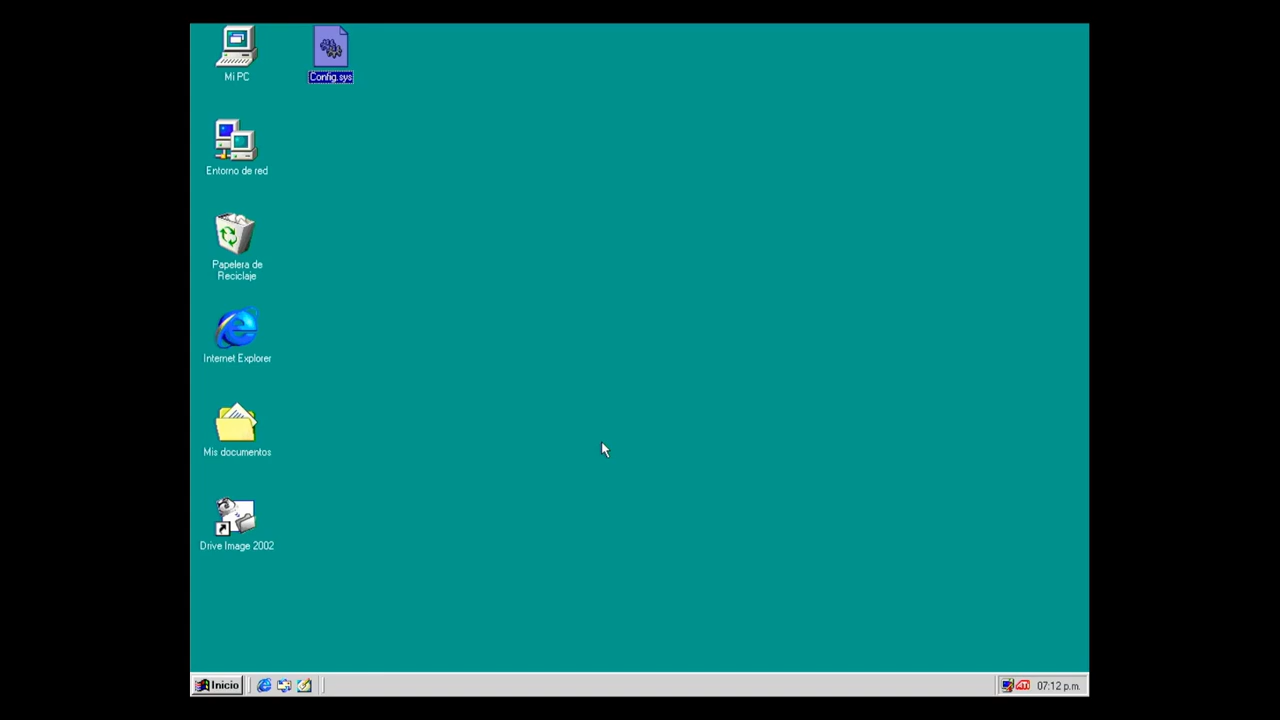 Mi PC
Config.sys
Entorno de red
Papelera de
Reciclaje
Internet Explorer
Mis documentos
Drive Image 2002
Inicio
07:12 p.m.